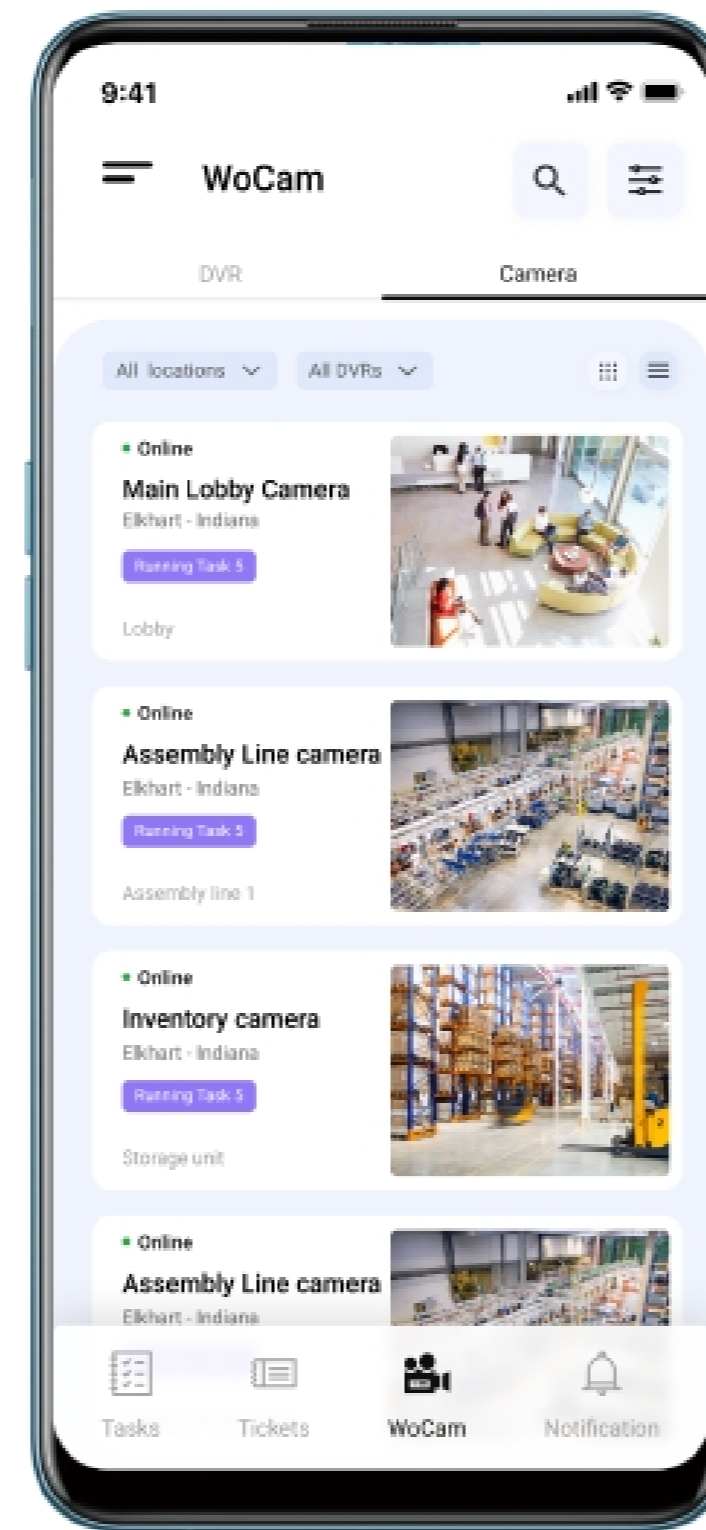 9:41
WoCam
DVR Camera
All locations All DVRs
Online
Main Lobby Camera
Elkhart - Indiana
Running Task 5
Lobby
Online
Assembly Line camera
Elkhart - Indiana
Running Task 5
Assembly line 1
Online
Inventory camera
Elkhart - Indiana
Running Task 5
Storage unit
Online
Assembly Line camera
Elkhart - Indiana
Tasks Tickets WoCam Notification